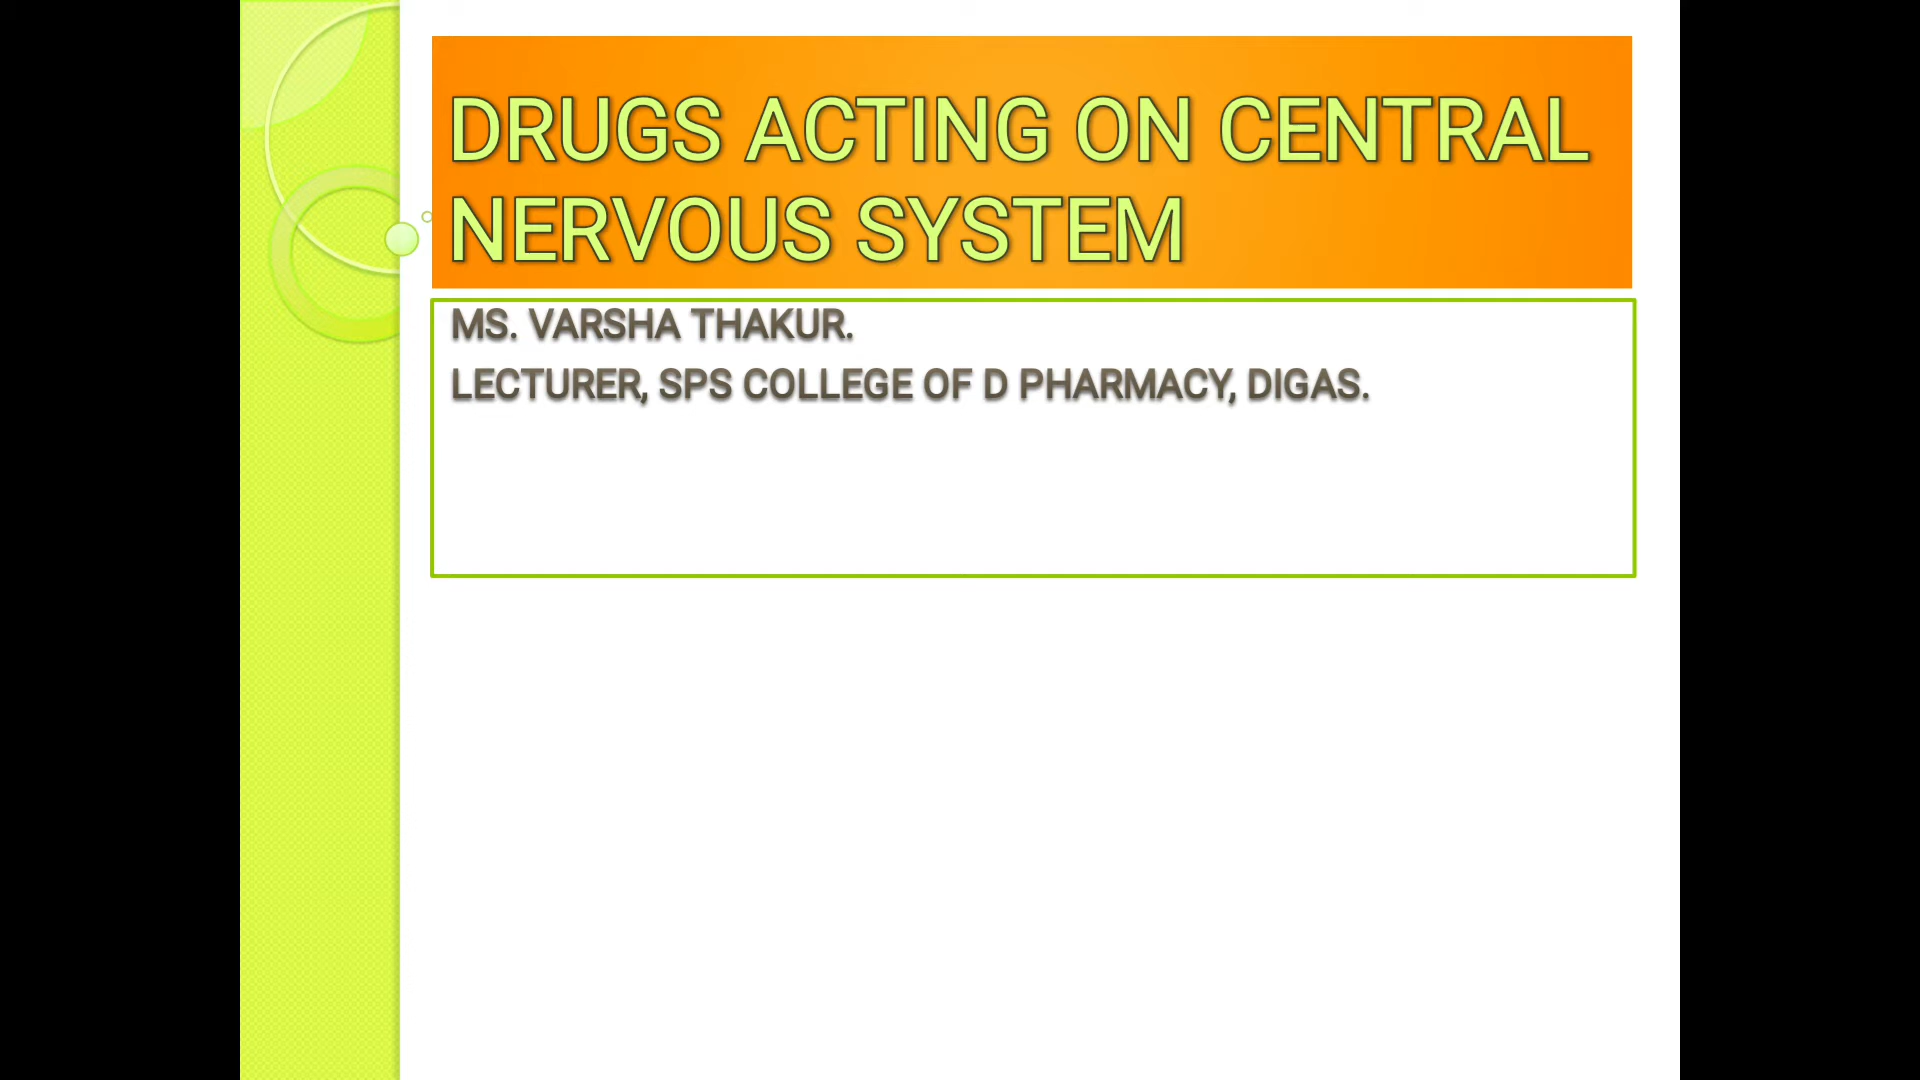 DRUGS ACTING ON CENTRAL
NERVOUS SYSTEM
MS. VARSHA THAKUR.
LECTURER, SPS COLLEGE OF D PHARMACY, DIGAS.